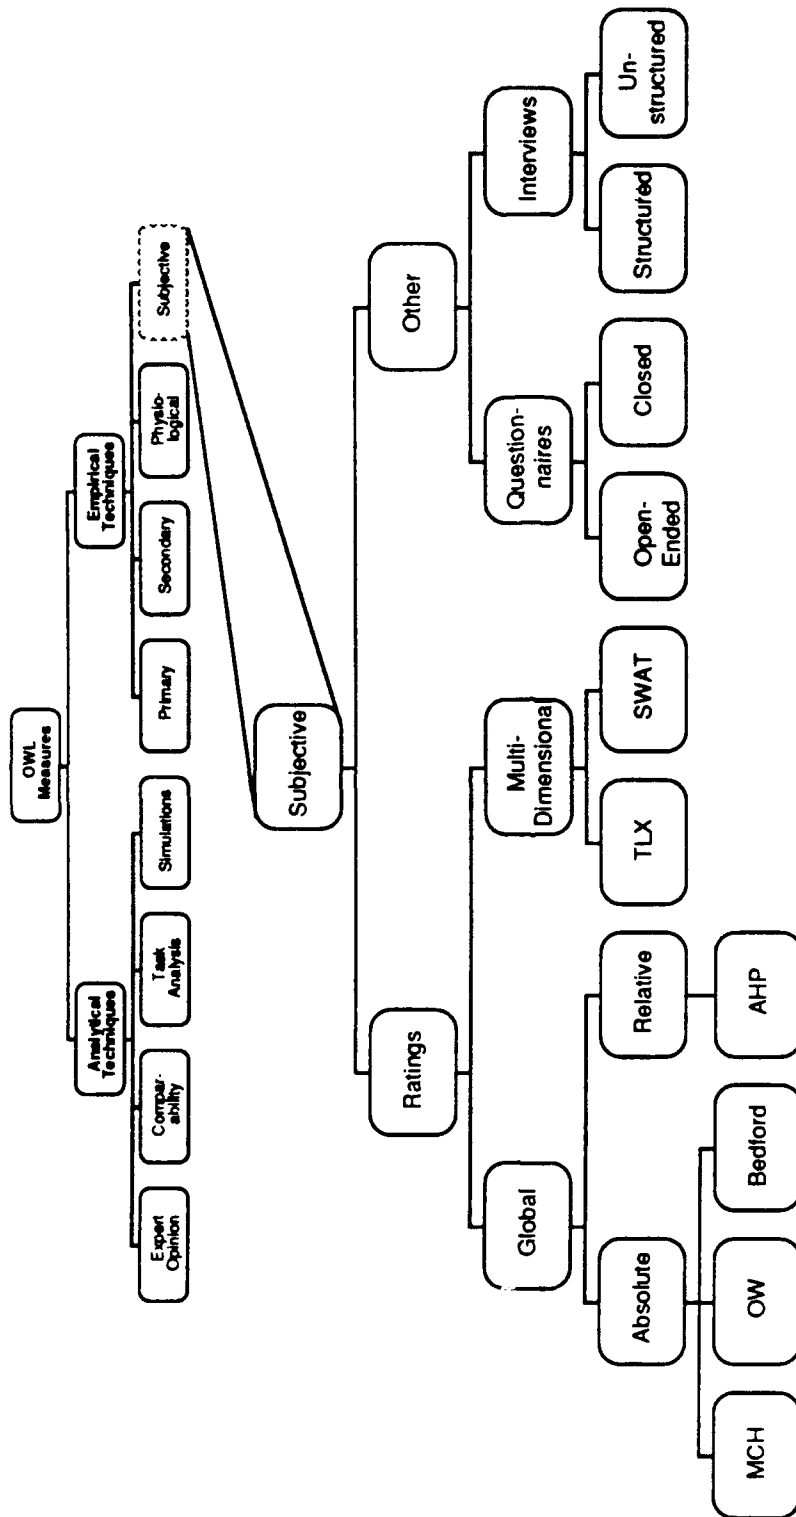 OWL
Measures
Analytical
Techniques
Empirical
Techniques
Expert
Opinion
Compar-
ability
Task
Analysis
Simulations
Primary
Secondary
Physio-
logical
Subjective
Subjective
Ratings
Other
Global
Multi-
Dimensional
Question-
naires
Interviews
Absolute
Relative
TLX
SWAT
Open-
Ended
Closed
Structured
Un-
structured
MCH
OW
Bedford
AHP